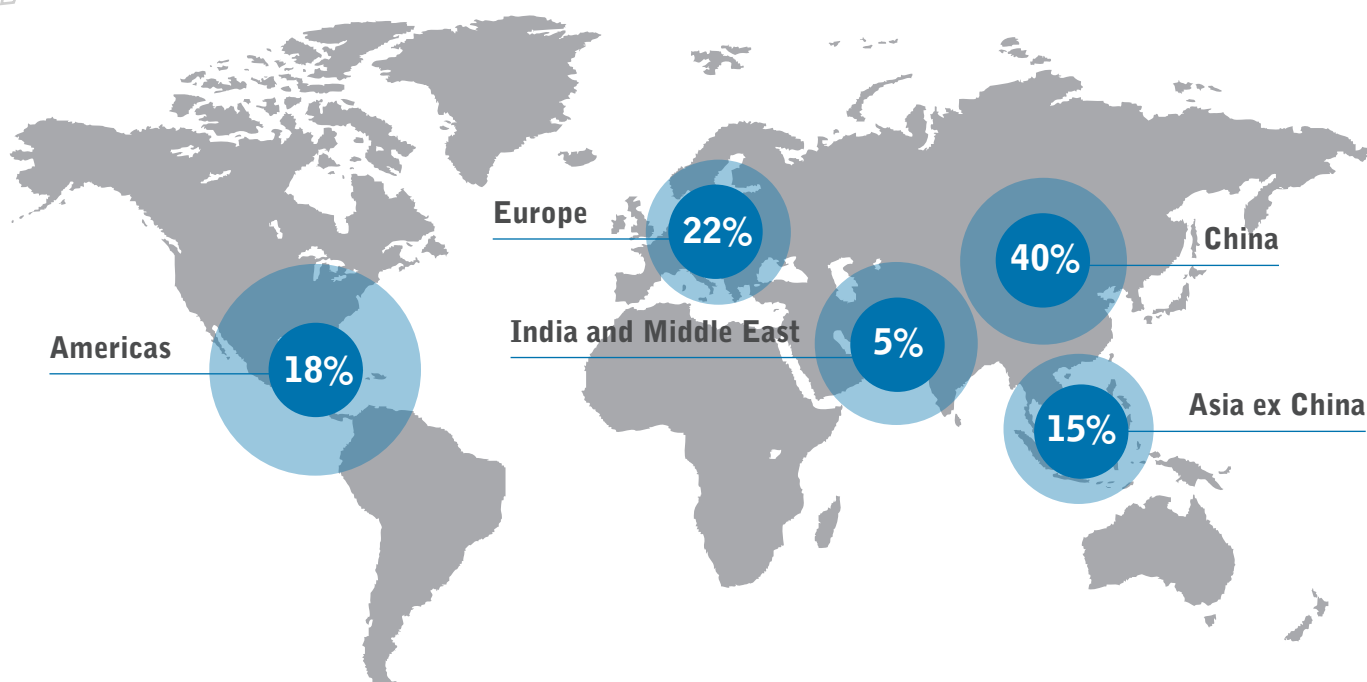 Europe
22%
China
40%
India and Middle East
5%
Americas
18%
Asia ex China
15%